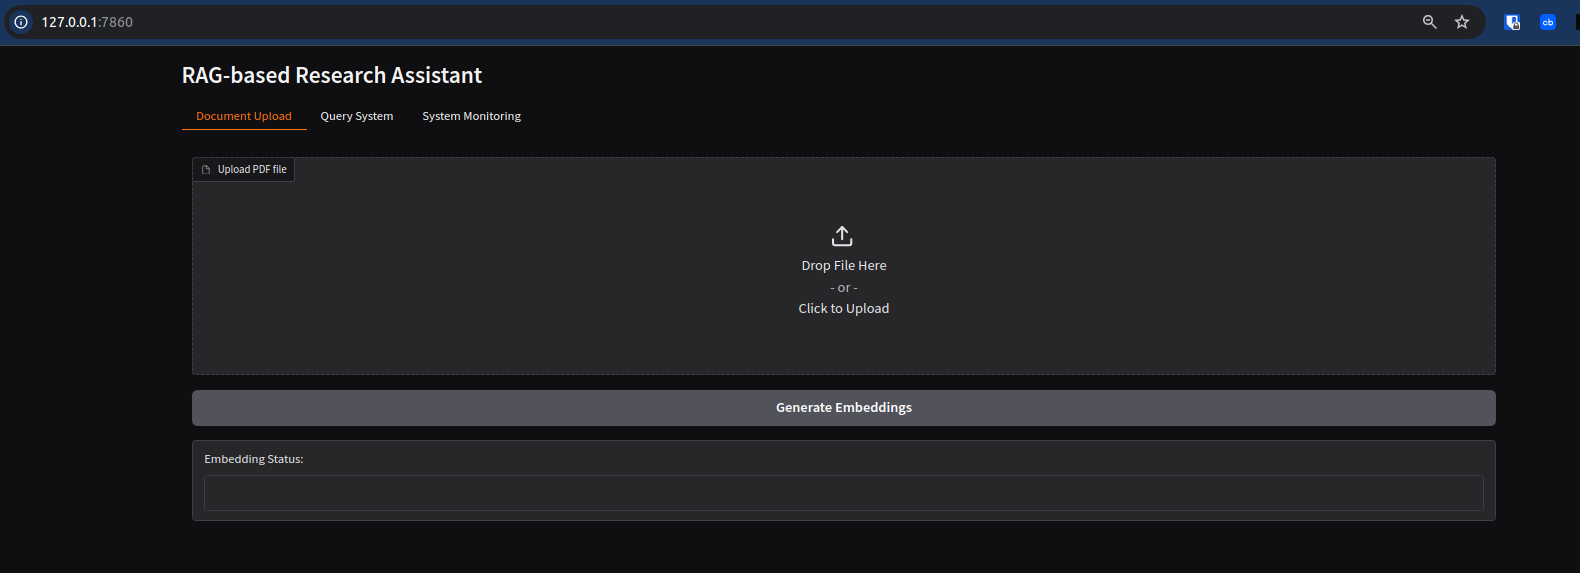 127.0.0.1:7860
cb
RAG-based Research Assistant
Document Upload Query System System Monitoring
Upload PDF file
Drop File Here
- or -
Click to Upload
Generate Embeddings
Embedding Status: